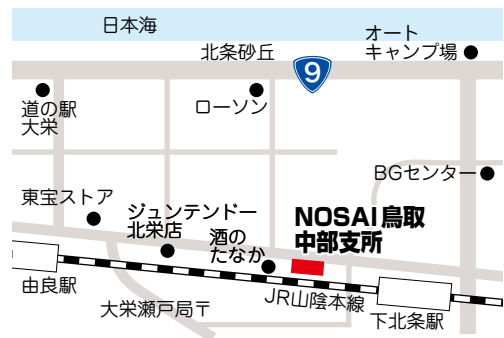 日本海
オート
キャンプ場
北条砂丘
9
道の駅
大栄
ローソン
BGセンター
東宝ストア
ジュンテンドー
北栄店
酒の
たなか
NOSAI鳥取
中部支所
由良駅
大栄瀬戸局〒
JR山陰本線
下北条駅